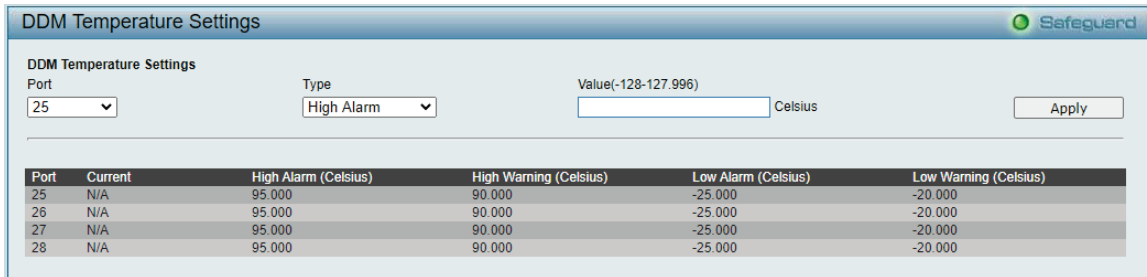 DDM Temperature Settings
Safeguard
DDM Temperature Settings
Port Type Value(-128-127.996)
25 High Alarm Celsius Apply
Port Current High Alarm (Celsius) High Warning (Celsius) Low Alarm (Celsius) Low Warning (Celsius)
25 N/A 95.000 90.000 -25.000 -20.000
26 N/A 95.000 90.000 -25.000 -20.000
27 N/A 95.000 90.000 -25.000 -20.000
28 N/A 95.000 90.000 -25.000 -20.000